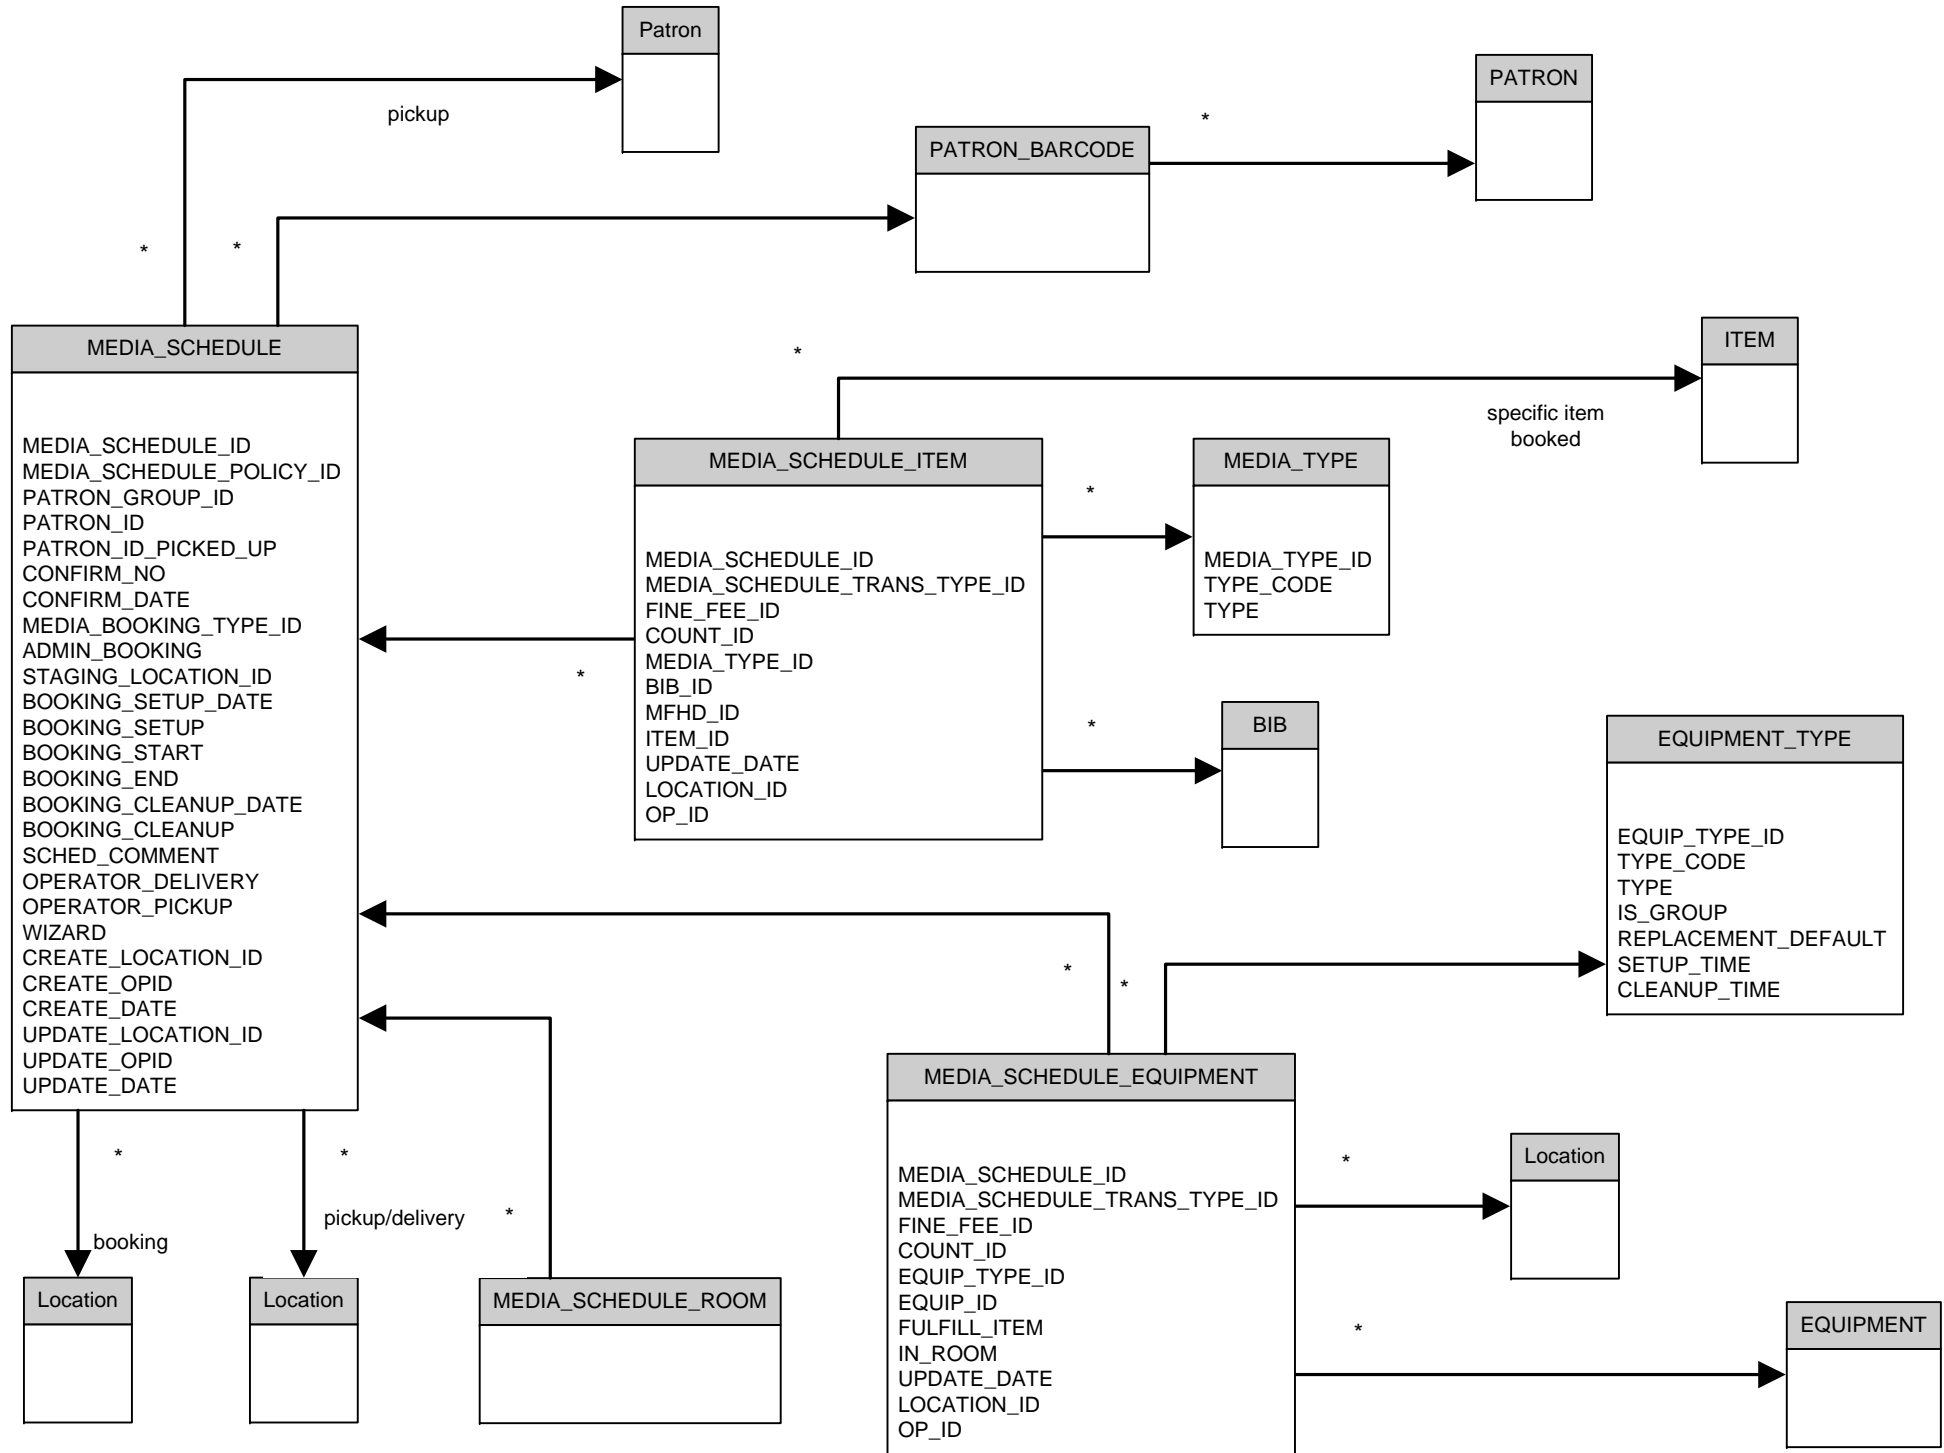 Patron
pickup
PATRON
*
PATRON_BARCODE
*
*
MEDIA_SCHEDULE
MEDIA_SCHEDULE_ID
MEDIA_SCHEDULE_POLICY_ID
PATRON_GROUP_ID
PATRON_ID
PATRON_ID_PICKED_UP
CONFIRM_NO
CONFIRM_DATE
MEDIA_BOOKING_TYPE_ID
ADMIN_BOOKING
STAGING_LOCATION_ID
BOOKING_SETUP_DATE
BOOKING_SETUP
BOOKING_START
BOOKING_END
BOOKING_CLEANUP_DATE
BOOKING_CLEANUP
SCHED_COMMENT
OPERATOR_DELIVERY
OPERATOR_PICKUP
WIZARD
CREATE_LOCATION_ID
CREATE_OPID
CREATE_DATE
UPDATE_LOCATION_ID
UPDATE_OPID
UPDATE_DATE
*
ITEM
specific item
booked
MEDIA_SCHEDULE_ITEM
MEDIA_SCHEDULE_ID
MEDIA_SCHEDULE_TRANS_TYPE_ID
FINE_FEE_ID
COUNT_ID
MEDIA_TYPE_ID
BIB_ID
MFHD_ID
ITEM_ID
UPDATE_DATE
LOCATION_ID
OP_ID
*
*
MEDIA_TYPE
MEDIA_TYPE_ID
TYPE_CODE
TYPE
*
BIB
EQUIPMENT_TYPE
EQUIP_TYPE_ID
TYPE_CODE
TYPE
IS_GROUP
REPLACEMENT_DEFAULT
SETUP_TIME
CLEANUP_TIME
*
*
MEDIA_SCHEDULE_EQUIPMENT
MEDIA_SCHEDULE_ID
MEDIA_SCHEDULE_TRANS_TYPE_ID
FINE_FEE_ID
COUNT_ID
EQUIP_TYPE_ID
EQUIP_ID
FULFILL_ITEM
IN_ROOM
UPDATE_DATE
LOCATION_ID
OP_ID
*
Location
*
EQUIPMENT
*
booking
Location
*
pickup/delivery
Location
*
MEDIA_SCHEDULE_ROOM